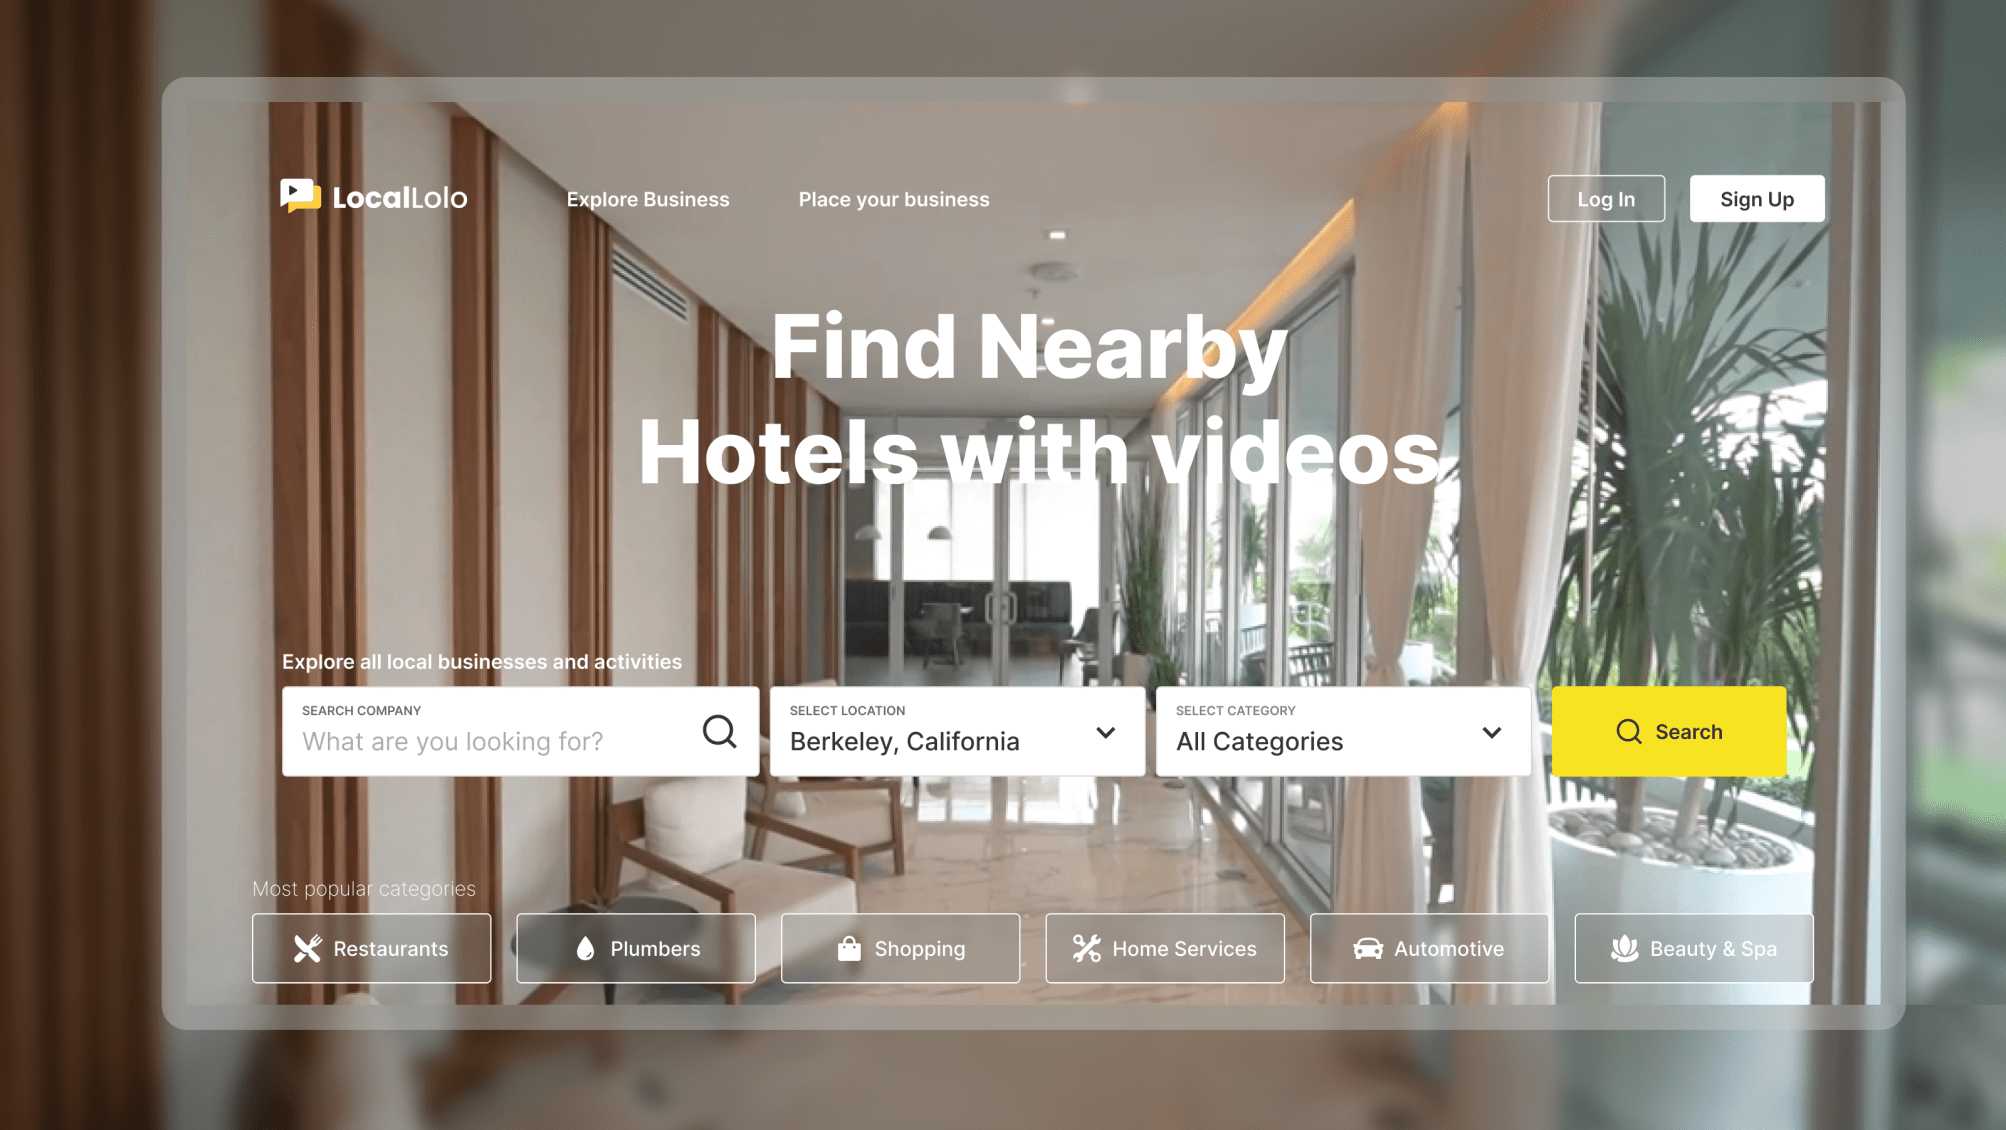 LocalLolo
Explore Business
Place your business
Log In
Sign Up
Find Nearby
Hotels with videos
Explore all local businesses and activities
SEARCH COMPANY
What are you looking for?
SELECT LOCATION
Berkeley, California
SELECT CATEGORY
All Categories
Search
Most popular categories
Restaurants
Plumbers
Shopping
Home Services
Automotive
Beauty & Spa